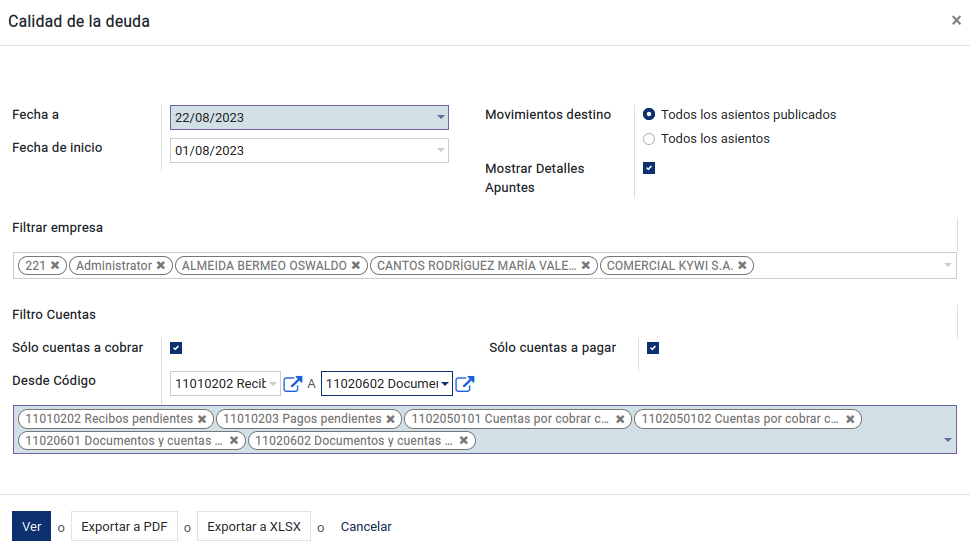 Calidad de la deuda ×
Fecha a 22/08/2023 Movimientos destino Todos los asientos publicados
Todos los asientos
Fecha de inicio 01/08/2023
Mostrar Detalles
Apuntes
Filtrar empresa
221 × Administrator × ALMEIDA BERMEO OSWALDO × CANTOS RODRÍGUEZ MARÍA VALE... × COMERCIAL KYWI S.A. ×
Filtro Cuentas
Sólo cuentas a cobrar Sólo cuentas a pagar
Desde Código 11010202 Recib A 11020602 Documen
11010202 Recibos pendientes × 11010203 Pagos pendientes × 1102050101 Cuentas por cobrar c... × 1102050102 Cuentas por cobrar c... ×
11020601 Documentos y cuentas ... × 11020602 Documentos y cuentas ... ×
Ver o Exportar a PDF o Exportar a XLSX o Cancelar